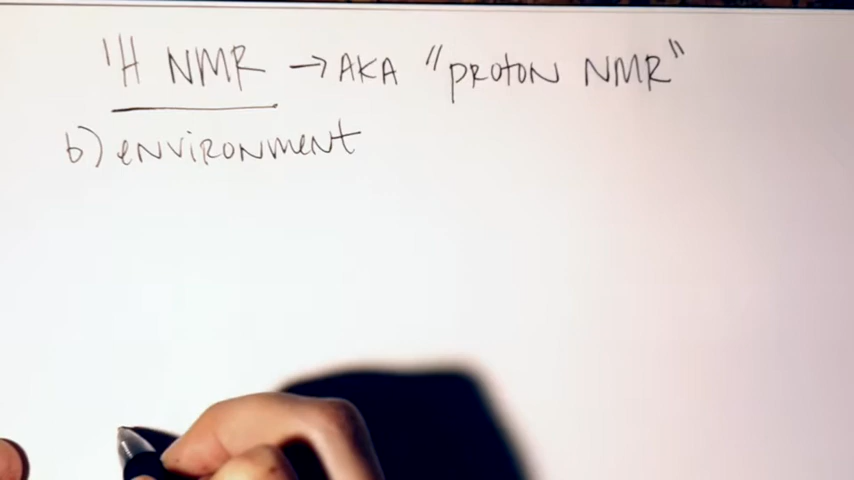 ¹H NMR → AKA "PROTON NMR"
b) ENVIRONMENT